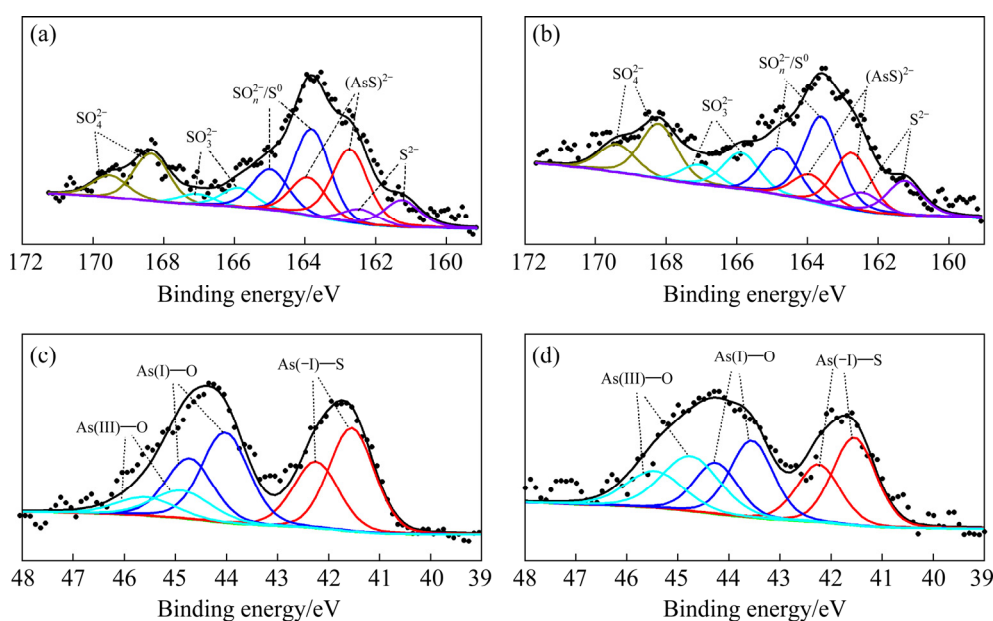 (a)
SO₄²⁻
SO₃²⁻
SOₙ²⁻/S⁰
(AsS)²⁻
S²⁻
172 170 168 166 164 162 160
Binding energy/eV
(b)
SO₄²⁻
SO₃²⁻
SOₙ²⁻/S⁰
(AsS)²⁻
S²⁻
172 170 168 166 164 162 160
Binding energy/eV
(c)
As(III)—O
As(I)—O
As(−I)—S
48 47 46 45 44 43 42 41 40 39
Binding energy/eV
(d)
As(III)—O
As(I)—O
As(−I)—S
48 47 46 45 44 43 42 41 40 39
Binding energy/eV